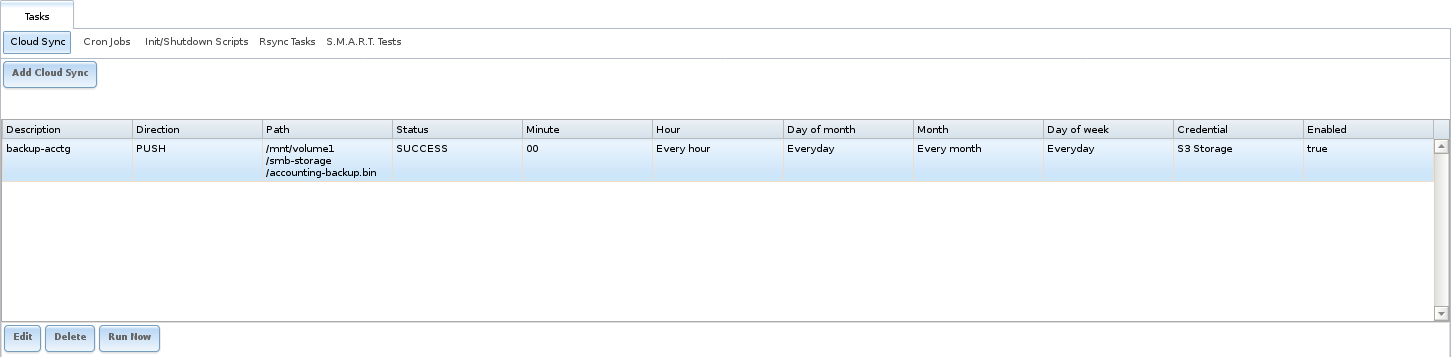 Tasks
Cloud Sync Cron Jobs Init/Shutdown Scripts Rsync Tasks S.M.A.R.T. Tests
Add Cloud Sync
Description Direction Path Status Minute Hour Day of month Month Day of week Credential Enabled
backup-acctg PUSH /mnt/volume1 SUCCESS 00 Every hour Everyday Every month Everyday S3 Storage true
/smb-storage
/accounting-backup.bin
Edit Delete Run Now